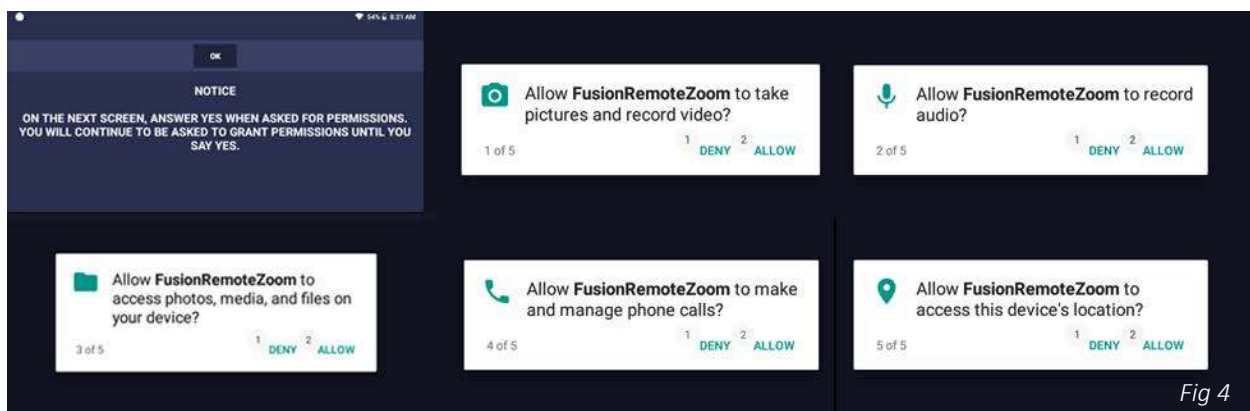 54% 8:31 AM
OK
NOTICE
ON THE NEXT SCREEN, ANSWER YES WHEN ASKED FOR PERMISSIONS.
YOU WILL CONTINUE TO BE ASKED TO GRANT PERMISSIONS UNTIL YOU
SAY YES.
Allow FusionRemoteZoom to take
pictures and record video?
1 of 5
1 DENY 2 ALLOW
Allow FusionRemoteZoom to record
audio?
2 of 5
1 DENY 2 ALLOW
Allow FusionRemoteZoom to
access photos, media, and files on
your device?
3 of 5
1 DENY 2 ALLOW
Allow FusionRemoteZoom to make
and manage phone calls?
4 of 5
1 DENY 2 ALLOW
Allow FusionRemoteZoom to
access this device's location?
5 of 5
1 DENY 2 ALLOW
Fig 4